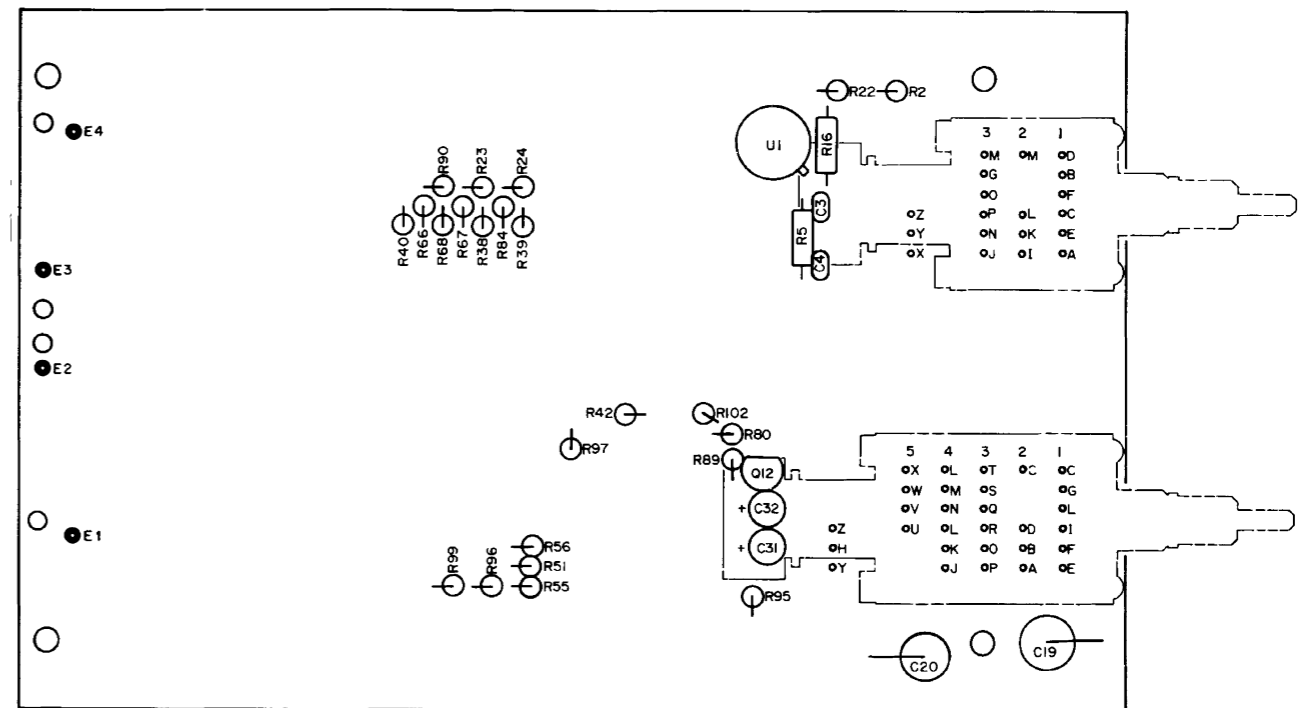 R22 R2
E4
U1
R16
3 2 1
M M D
G B
O F
P L C
N K E
J I A
R90 R23 R24
C3
Z
Y
X
R40 R66 R68 R67 R38 R84 R39
R5
C4
E3
E2
R42 R102
R80
R97
R89
Q12
+ C32
+ C31
5 4 3 2 1
X L T C C
W M S G
V N Q L
U L R D I
K O B F
J P A E
Z
H
Y
E1
R56
R99 R96 R51
R55
R95
C20 C19